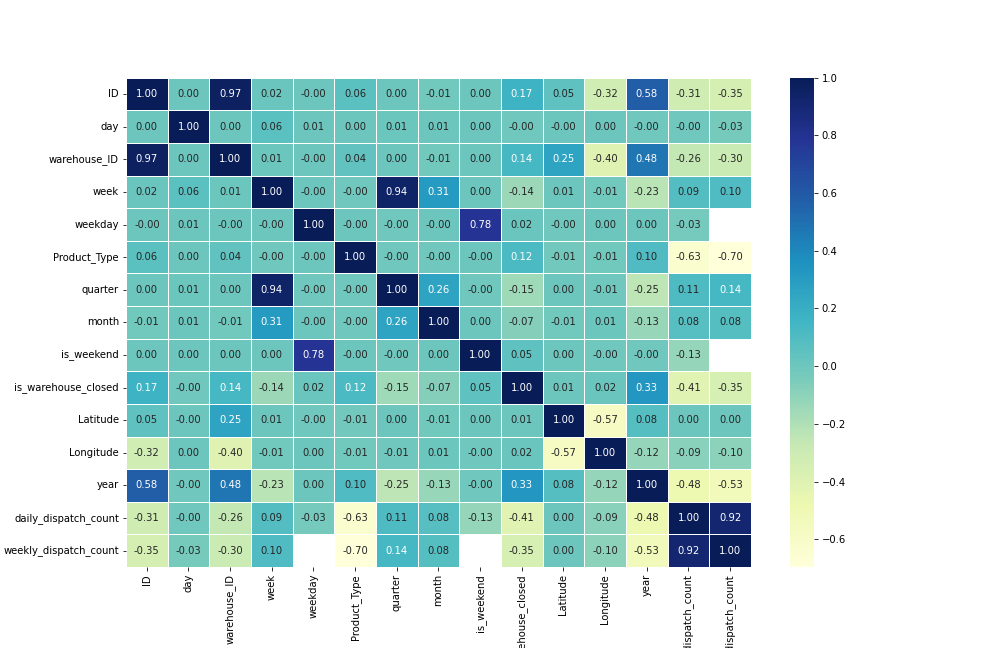 ID 1.00 0.00 0.97 0.02 -0.00 0.06 0.00 -0.01 0.00 0.17 0.05 -0.32 0.58 -0.31 -0.35
day 0.00 1.00 0.00 0.06 0.01 0.00 0.01 0.01 0.00 -0.00 -0.00 0.00 -0.00 -0.00 -0.03
warehouse_ID 0.97 0.00 1.00 0.01 -0.00 0.04 0.00 -0.01 0.00 0.14 0.25 -0.40 0.48 -0.26 -0.30
week 0.02 0.06 0.01 1.00 -0.00 -0.00 0.94 0.31 0.00 -0.14 0.01 -0.01 -0.23 0.09 0.10
weekday -0.00 0.01 -0.00 -0.00 1.00 -0.00 -0.00 -0.00 0.78 0.02 -0.00 0.00 0.00 -0.03
Product_Type 0.06 0.00 0.04 -0.00 -0.00 1.00 -0.00 -0.00 -0.00 0.12 -0.01 -0.01 0.10 -0.63 -0.70
quarter 0.00 0.01 0.00 0.94 -0.00 -0.00 1.00 0.26 -0.00 -0.15 0.00 -0.01 -0.25 0.11 0.14
month -0.01 0.01 -0.01 0.31 -0.00 -0.00 0.26 1.00 0.00 -0.07 -0.01 0.01 -0.13 0.08 0.08
is_weekend 0.00 0.00 0.00 0.00 0.78 -0.00 -0.00 0.00 1.00 0.05 0.00 -0.00 -0.00 -0.13
is_warehouse_closed 0.17 -0.00 0.14 -0.14 0.02 0.12 -0.15 -0.07 0.05 1.00 0.01 0.02 0.33 -0.41 -0.35
Latitude 0.05 -0.00 0.25 0.01 -0.00 -0.01 0.00 -0.01 0.00 0.01 1.00 -0.57 0.08 0.00 0.00
Longitude -0.32 0.00 -0.40 -0.01 0.00 -0.01 -0.01 0.01 -0.00 0.02 -0.57 1.00 -0.12 -0.09 -0.10
year 0.58 -0.00 0.48 -0.23 0.00 0.10 -0.25 -0.13 -0.00 0.33 0.08 -0.12 1.00 -0.48 -0.53
daily_dispatch_count -0.31 -0.00 -0.26 0.09 -0.03 -0.63 0.11 0.08 -0.13 -0.41 0.00 -0.09 -0.48 1.00 0.92
weekly_dispatch_count -0.35 -0.03 -0.30 0.10 -0.70 0.14 0.08 -0.35 0.00 -0.10 -0.53 0.92 1.00
ID
day
warehouse_ID
week
weekday
Product_Type
quarter
month
is_weekend
ehouse_closed
Latitude
Longitude
year
dispatch_count
dispatch_count
1.0
0.8
0.6
0.4
0.2
0.0
−0.2
−0.4
−0.6